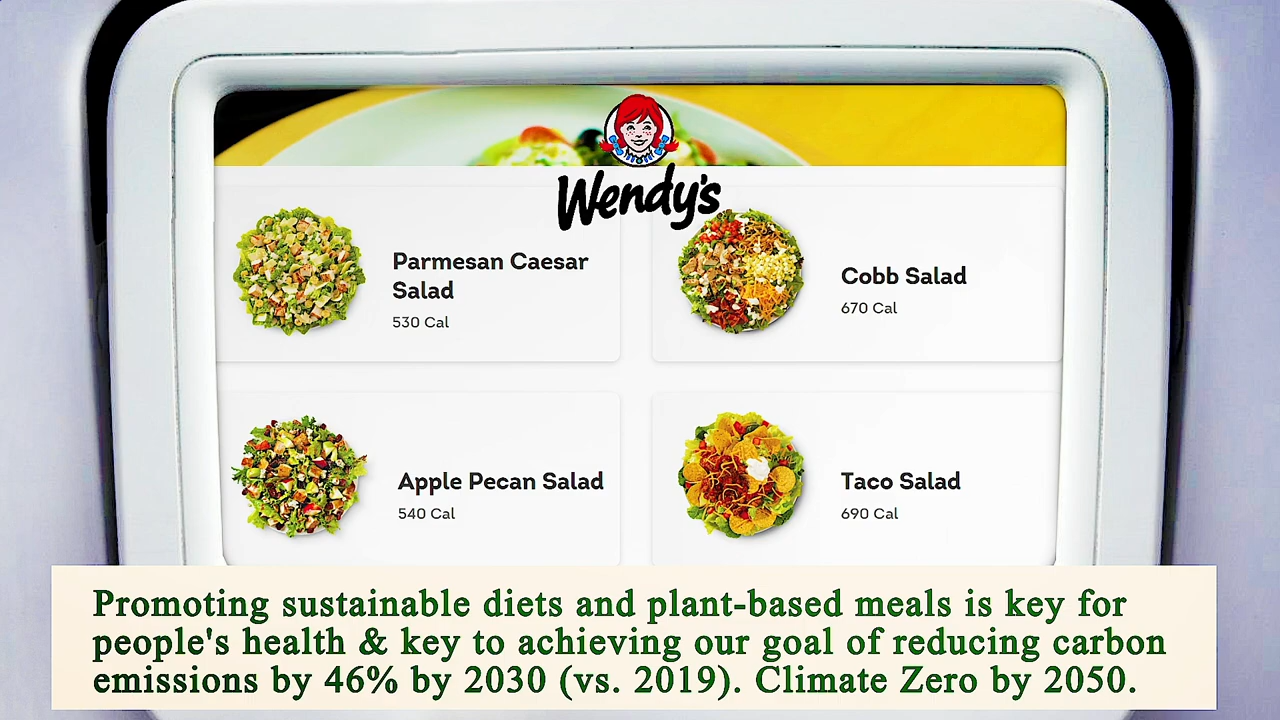 Wendy's
Parmesan Caesar
Salad
530 Cal
Cobb Salad
670 Cal
Apple Pecan Salad
540 Cal
Taco Salad
690 Cal
Promoting sustainable diets and plant-based meals is key for
people's health & key to achieving our goal of reducing carbon
emissions by 46% by 2030 (vs. 2019). Climate Zero by 2050.